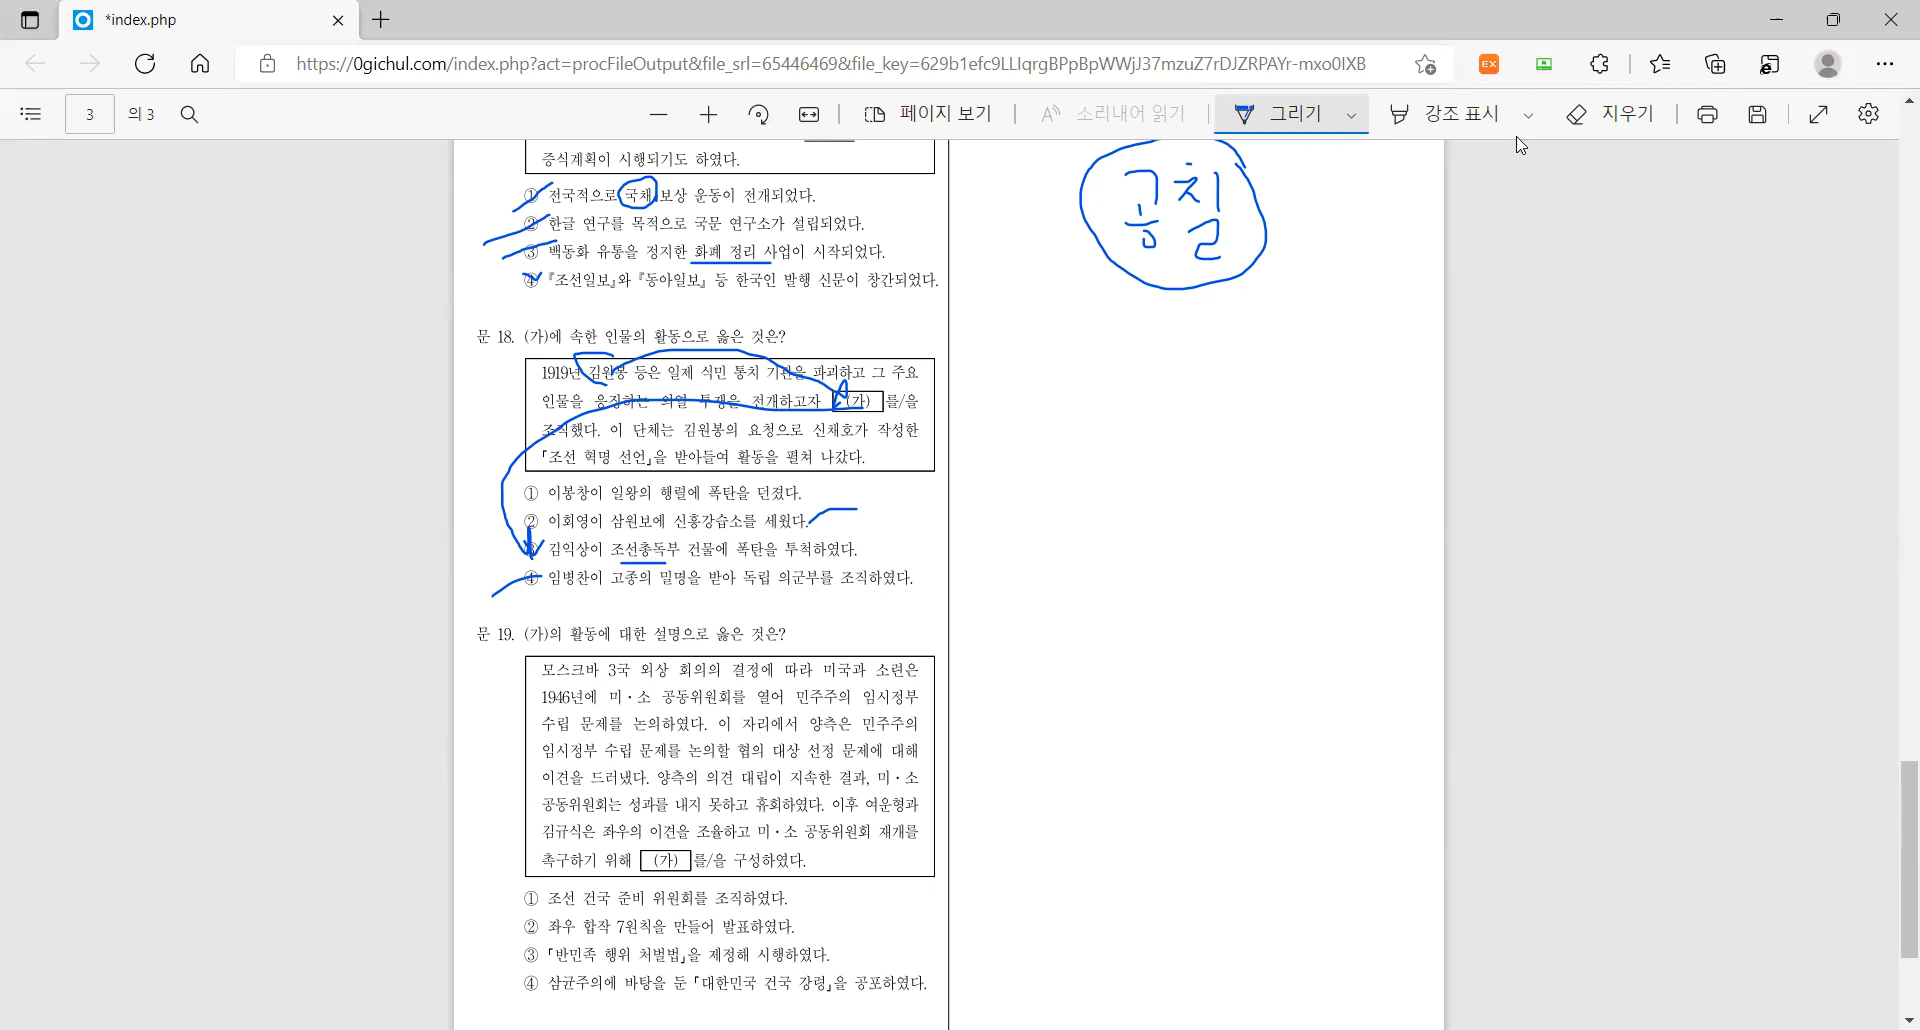 *index.php
https://0gichul.com/index.php?act=procFileOutput&file_srl=65446469&file_key=629b1efc9LLIqrgBPpBpWWjJ37mzuZ7rDJZRPAYr-mxo0IXB
3 의 3 페이지 보기 소리내어 읽기 그리기 강조 표시 지우기
증식계획이 시행되기도 하였다.
① 전국적으로 국채 보상 운동이 전개되었다.
② 한글 연구를 목적으로 국문 연구소가 설립되었다.
③ 백동화 유통을 정지한 화폐 정리 사업이 시작되었다.
④ 『조선일보』와 『동아일보』 등 한국인 발행 신문이 창간되었다.
문 18. (가)에 속한 인물의 활동으로 옳은 것은?
1919년 김원봉 등은 일제 식민 통치 기관을 파괴하고 그 주요
인물을 응징하는 의열 투쟁을 전개하고자 (가) 를/을
조직했다. 이 단체는 김원봉의 요청으로 신채호가 작성한
「조선 혁명 선언」을 받아들여 활동을 펼쳐 나갔다.
① 이봉창이 일왕의 행렬에 폭탄을 던졌다.
② 이회영이 삼원보에 신흥강습소를 세웠다.
③ 김익상이 조선총독부 건물에 폭탄을 투척하였다.
④ 임병찬이 고종의 밀명을 받아 독립 의군부를 조직하였다.
문 19. (가)의 활동에 대한 설명으로 옳은 것은?
모스크바 3국 외상 회의의 결정에 따라 미국과 소련은
1946년에 미·소 공동위원회를 열어 민주주의 임시정부
수립 문제를 논의하였다. 이 자리에서 양측은 민주주의
임시정부 수립 문제를 논의할 협의 대상 선정 문제에 대해
이견을 드러냈다. 양측의 의견 대립이 지속한 결과, 미·소
공동위원회는 성과를 내지 못하고 휴회하였다. 이후 여운형과
김규식은 좌우의 이견을 조율하고 미·소 공동위원회 재개를
촉구하기 위해 (가) 를/을 구성하였다.
① 조선 건국 준비 위원회를 조직하였다.
② 좌우 합작 7원칙을 만들어 발표하였다.
③ 「반민족 행위 처벌법」을 제정해 시행하였다.
④ 삼균주의에 바탕을 둔 「대한민국 건국 강령」을 공포하였다.
공칠